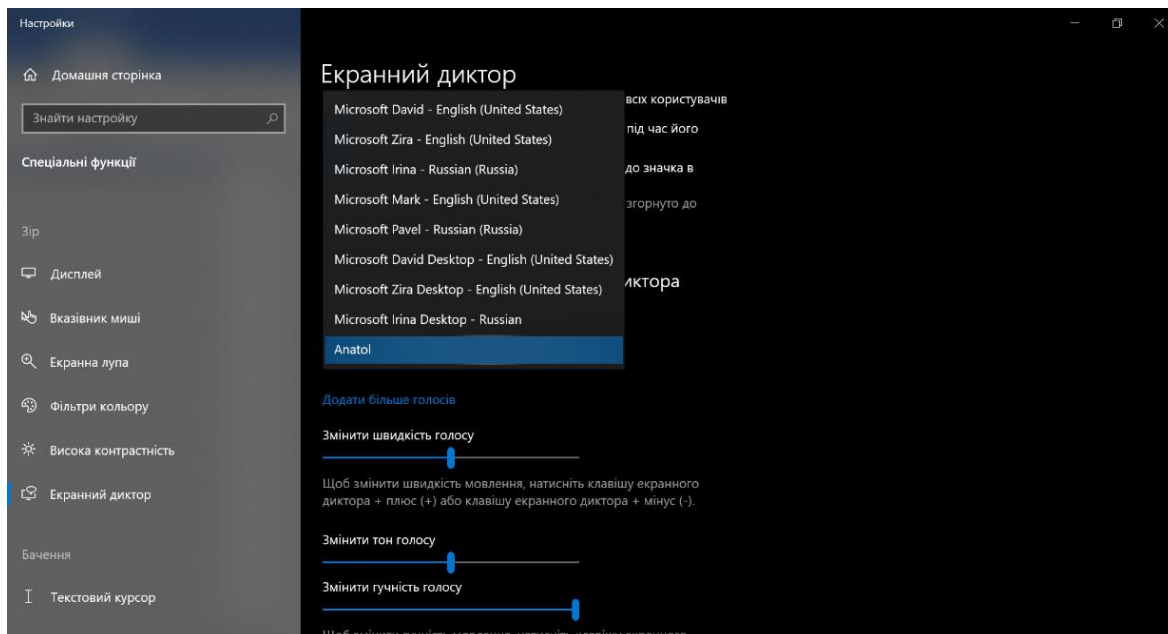 Настройки
Домашня сторінка
Знайти настройку
Спеціальні функції
Зір
Дисплей
Вказівник миші
Екранна лупа
Фільтри кольору
Висока контрастність
Екранний диктор
Бачення
Текстовий курсор
Екранний диктор
всіх користувачів
під час його
до значка в
згорнуто до
иктора
Microsoft David - English (United States)
Microsoft Zira - English (United States)
Microsoft Irina - Russian (Russia)
Microsoft Mark - English (United States)
Microsoft Pavel - Russian (Russia)
Microsoft David Desktop - English (United States)
Microsoft Zira Desktop - English (United States)
Microsoft Irina Desktop - Russian
Anatol
Додати більше голосів
Змінити швидкість голосу
Щоб змінити швидкість мовлення, натисніть клавішу екранного
диктора + плюс (+) або клавішу екранного диктора + мінус (-).
Змінити тон голосу
Змінити гучність голосу